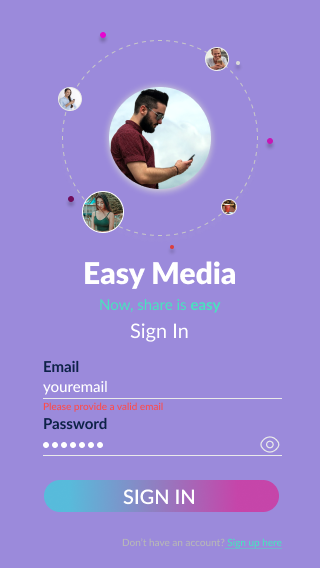 Easy Media
Now, share is easy
Sign In
Email
youremail
Please provide a valid email
Password
SIGN IN
Don't have an account? Sign up here